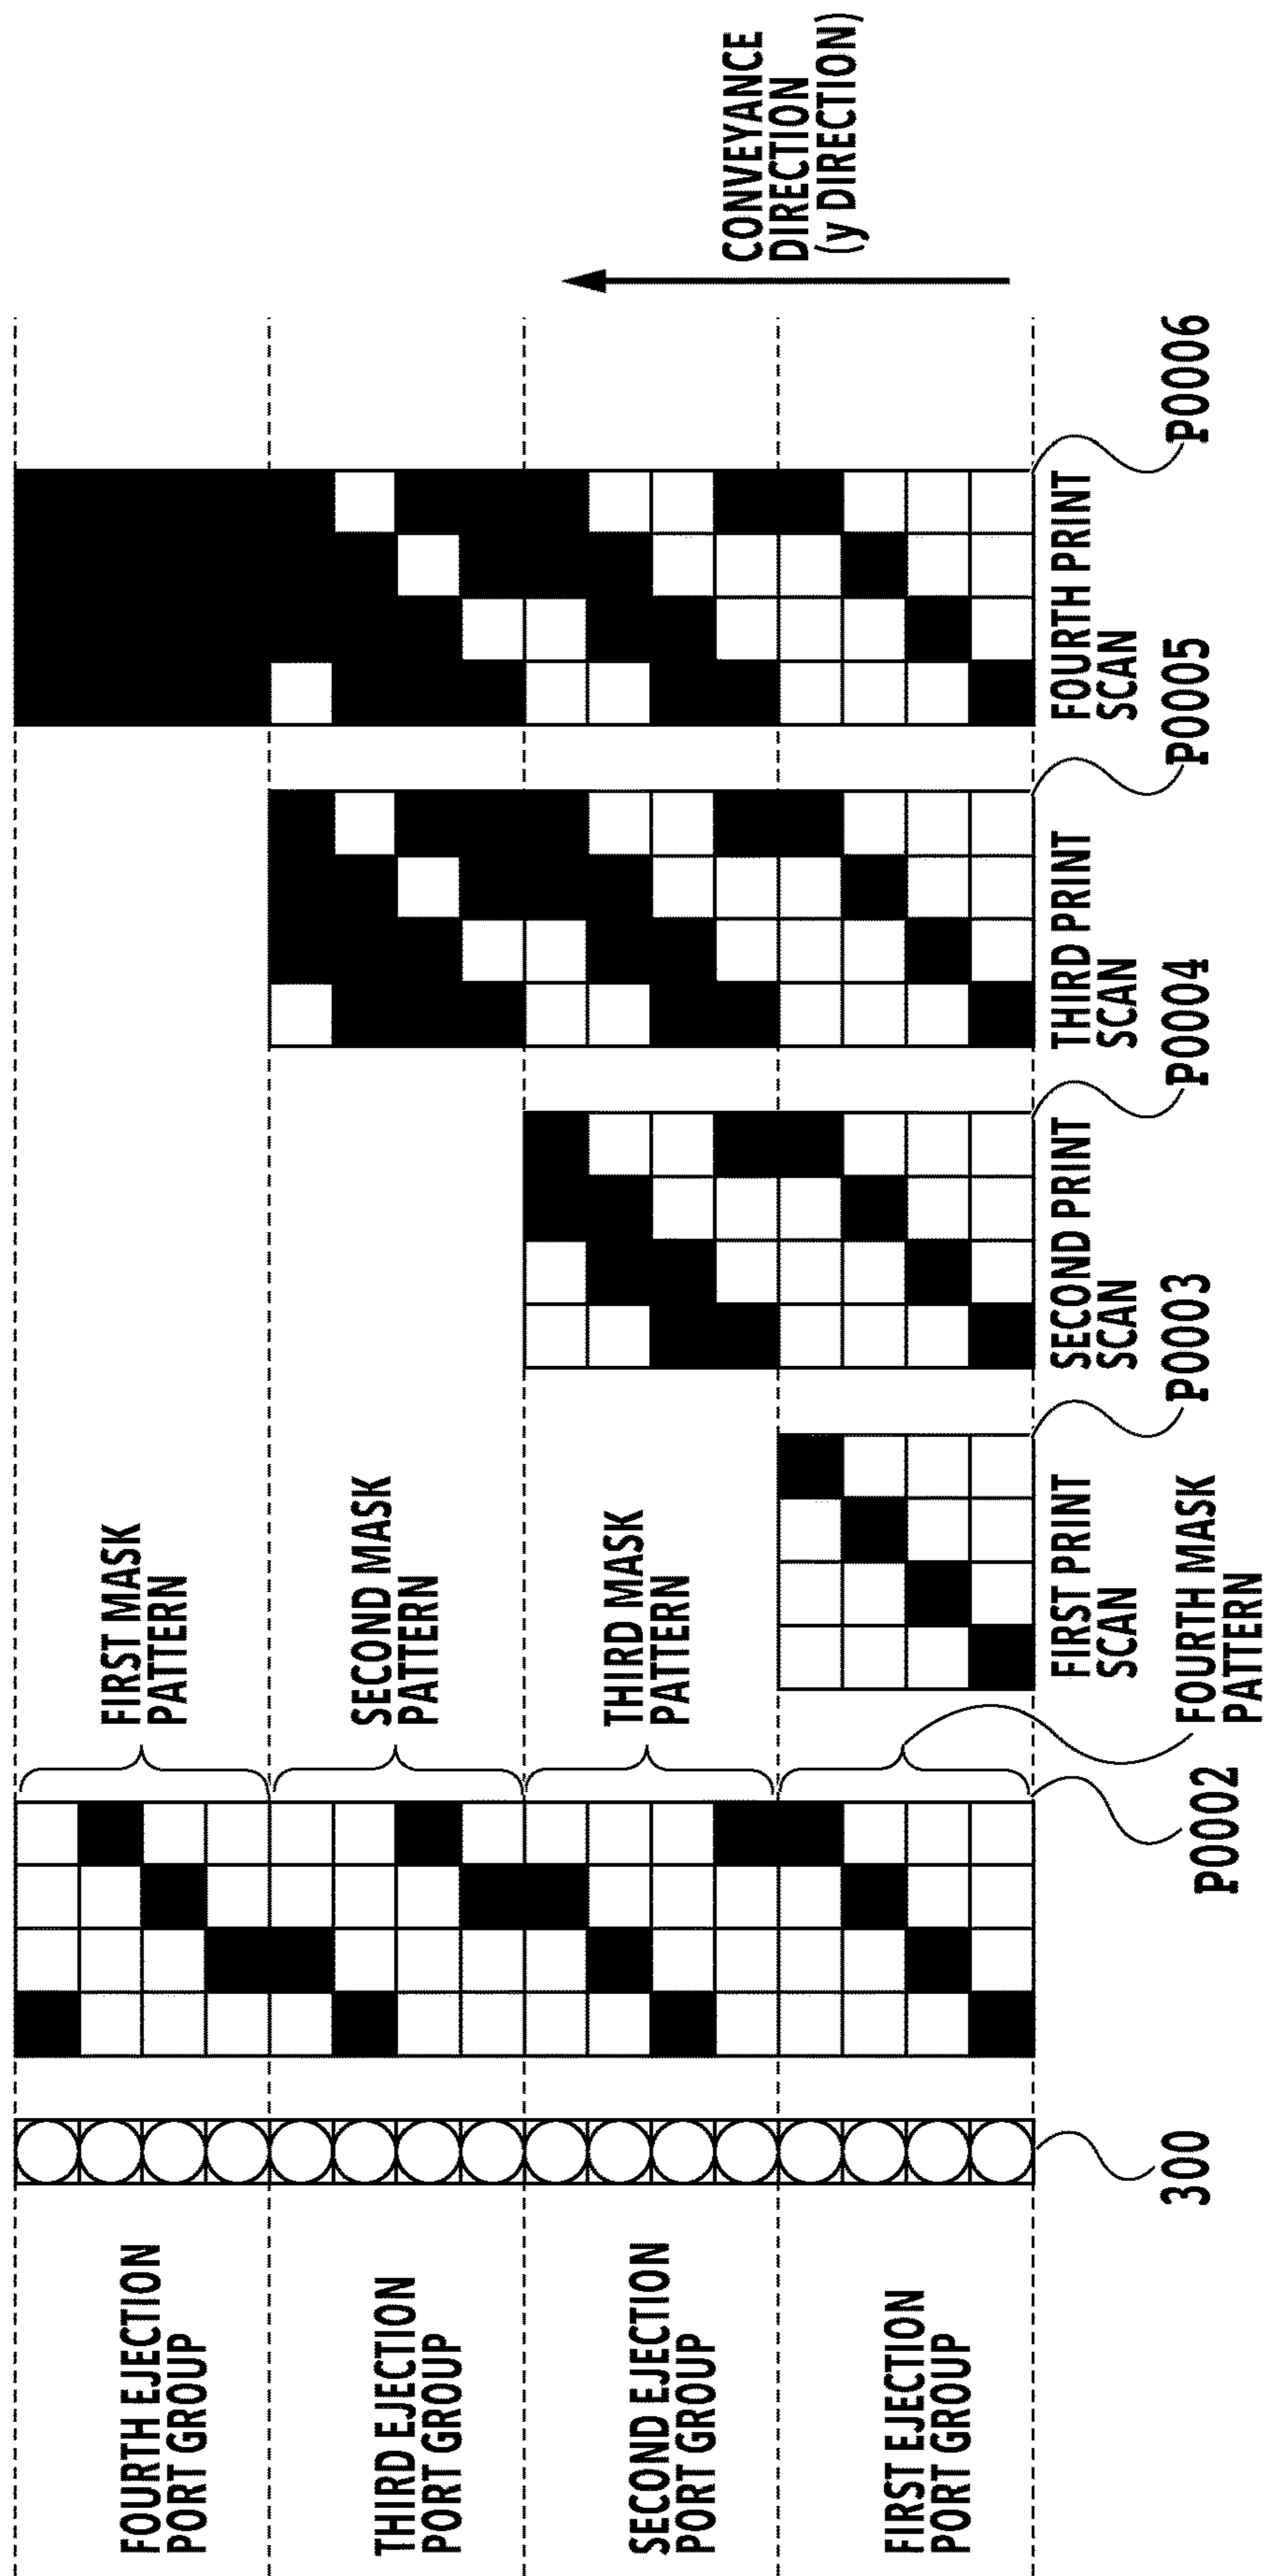 FOURTH EJECTION
PORT GROUP
THIRD EJECTION
PORT GROUP
SECOND EJECTION
PORT GROUP
FIRST EJECTION
PORT GROUP
300
P0002
FIRST MASK
PATTERN
SECOND MASK
PATTERN
THIRD MASK
PATTERN
FOURTH MASK
PATTERN
FIRST PRINT
SCAN
P0003
SECOND PRINT
SCAN
P0004
THIRD PRINT
SCAN
P0005
FOURTH PRINT
SCAN
P0006
CONVEYANCE
DIRECTION
(y DIRECTION)